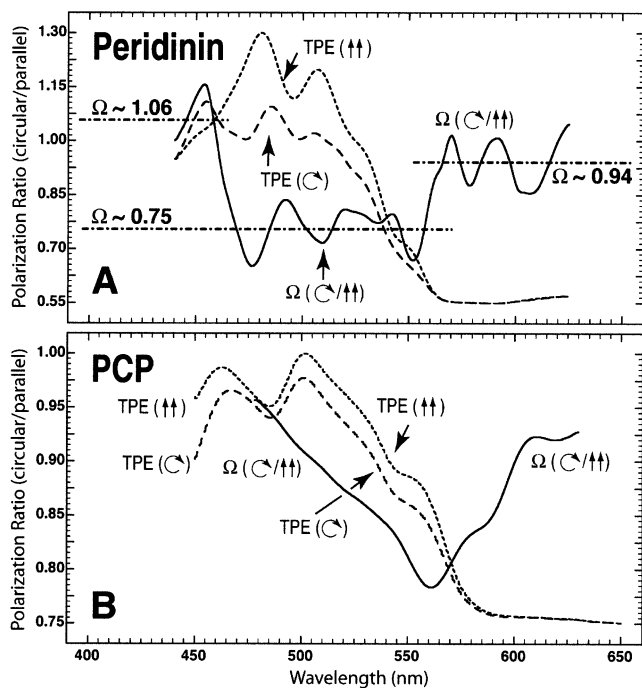 Peridinin
TPE (↑↑)
Ω ~ 1.06
Ω (↻/↑↑)
TPE (↻)
Ω ~ 0.94
Ω ~ 0.75
Ω (↻/↑↑)
A
Polarization Ratio (circular/parallel)
1.30
1.15
1.00
0.85
0.70
0.55
PCP
TPE (↑↑)
TPE (↑↑)
TPE (↻)
Ω (↻/↑↑)
Ω (↻/↑↑)
TPE (↻)
B
Polarization Ratio (circular/parallel)
1.00
0.95
0.90
0.85
0.80
0.75
400 450 500 550 600 650
Wavelength (nm)